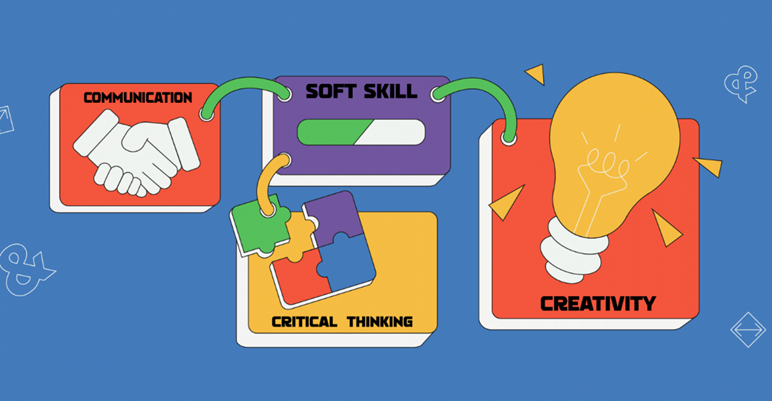 COMMUNICATION
SOFT SKILL
CRITICAL THINKING
CREATIVITY
&
&